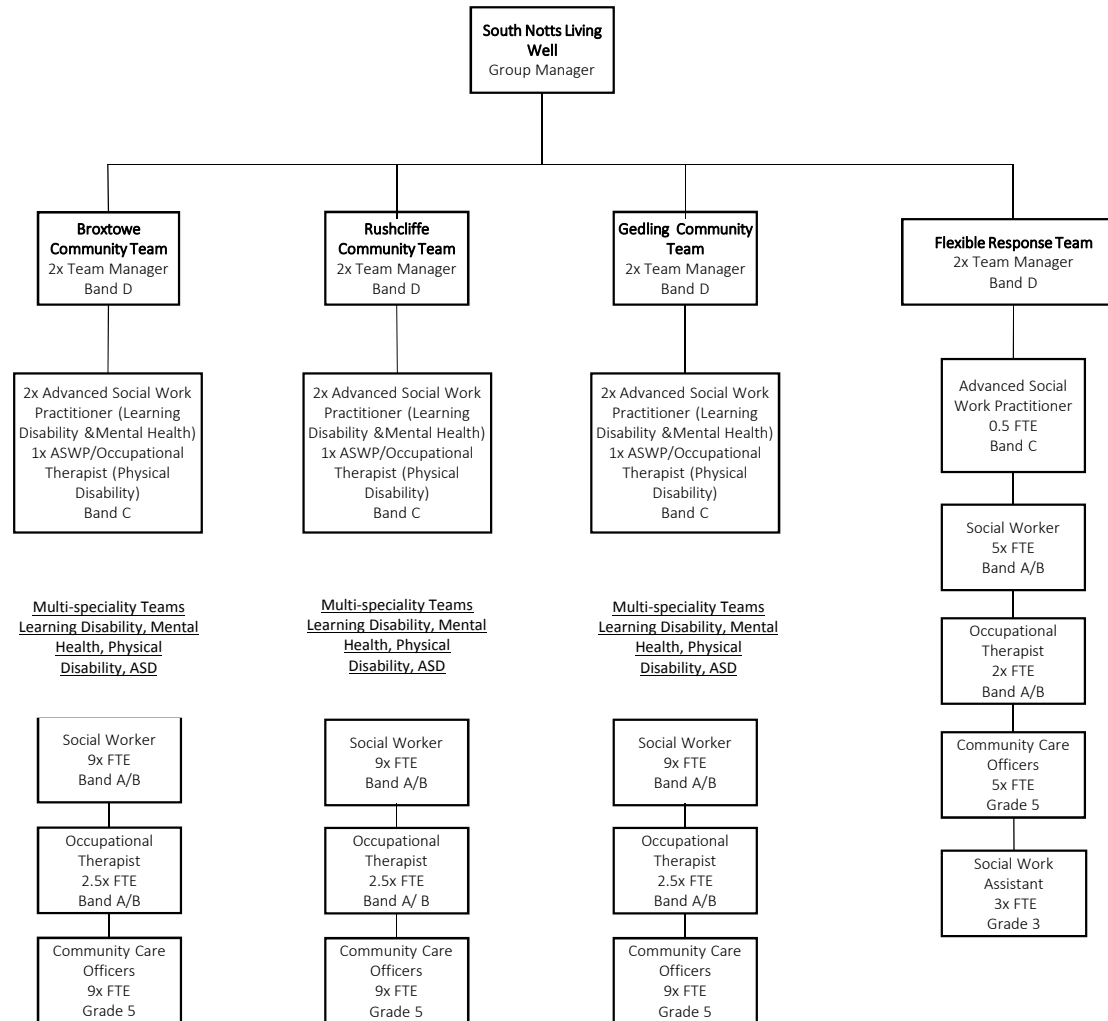 South Notts Living
Well
Group Manager
Broxtowe
Community Team
2x Team Manager
Band D
Rushcliffe
Community Team
2x Team Manager
Band D
Gedling Community
Team
2x Team Manager
Band D
Flexible Response Team
2x Team Manager
Band D
2x Advanced Social Work
Practitioner (Learning
Disability &Mental Health)
1x ASWP/Occupational
Therapist (Physical
Disability)
Band C
2x Advanced Social Work
Practitioner (Learning
Disability &Mental Health)
1x ASWP/Occupational
Therapist (Physical
Disability)
Band C
2x Advanced Social Work
Practitioner (Learning
Disability &Mental Health)
1x ASWP/Occupational
Therapist (Physical
Disability)
Band C
Advanced Social
Work Practitioner
0.5 FTE
Band C
Social Worker
5x FTE
Band A/B
Multi-speciality Teams
Learning Disability, Mental
Health, Physical
Disability, ASD
Multi-speciality Teams
Learning Disability, Mental
Health, Physical
Disability, ASD
Multi-speciality Teams
Learning Disability, Mental
Health, Physical
Disability, ASD
Occupational
Therapist
2x FTE
Band A/B
Social Worker
9x FTE
Band A/B
Social Worker
9x FTE
Band A/B
Social Worker
9x FTE
Band A/B
Community Care
Officers
5x FTE
Grade 5
Occupational
Therapist
2.5x FTE
Band A/B
Occupational
Therapist
2.5x FTE
Band A/ B
Occupational
Therapist
2.5x FTE
Band A/B
Social Work
Assistant
3x FTE
Grade 3
Community Care
Officers
9x FTE
Grade 5
Community Care
Officers
9x FTE
Grade 5
Community Care
Officers
9x FTE
Grade 5